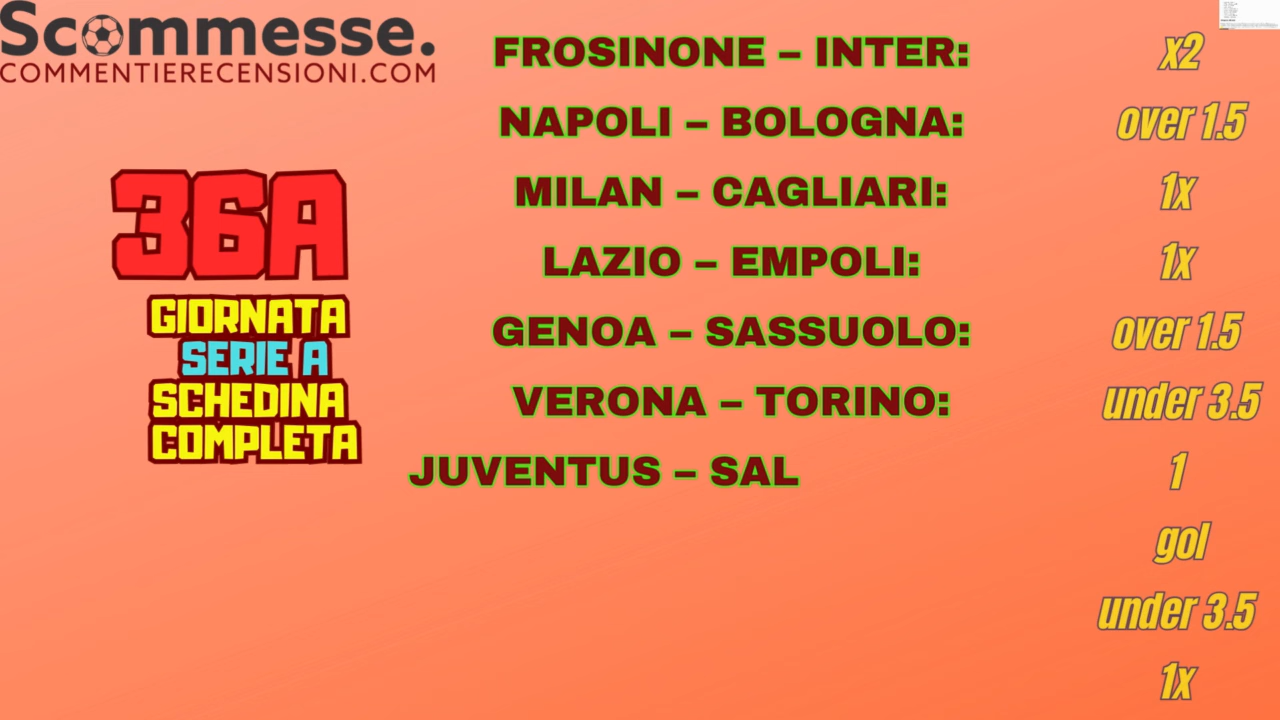 Scommesse.
COMMENTIERECENSIONI.COM
36A
GIORNATA
SERIE A
SCHEDINA
COMPLETA
FROSINONE – INTER: x2
NAPOLI – BOLOGNA: over 1.5
MILAN – CAGLIARI: 1x
LAZIO – EMPOLI: 1x
GENOA – SASSUOLO: over 1.5
VERONA – TORINO: under 3.5
JUVENTUS – SAL 1
gol
under 3.5
1x